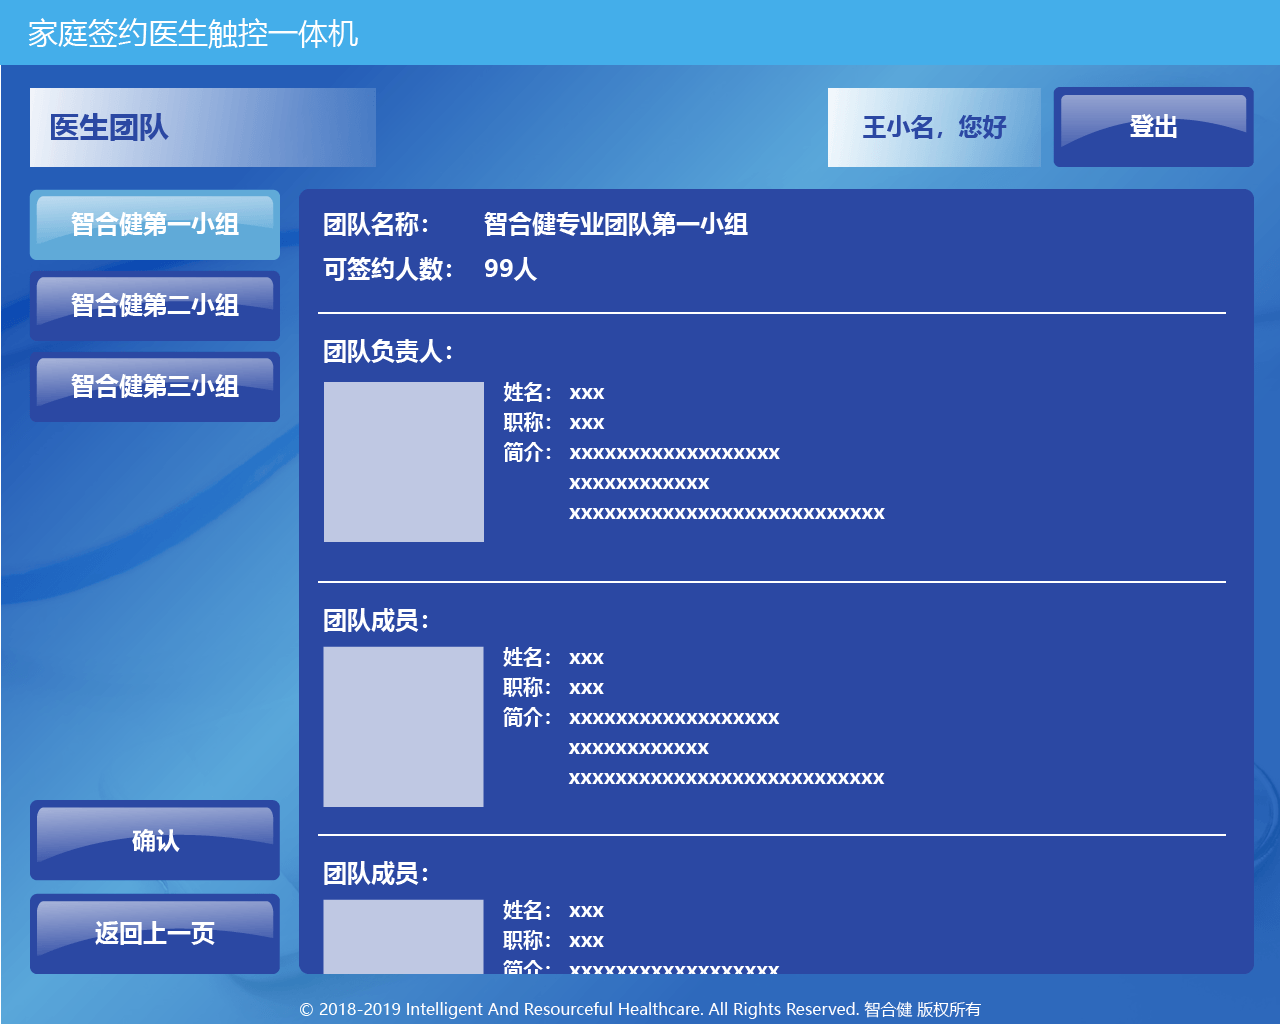 家庭签约医生触控一体机
医生团队
王小名，您好
登出
智合健第一小组
智合健第二小组
智合健第三小组
确认
返回上一页
团队名称： 智合健专业团队第一小组
可签约人数： 99人
团队负责人：
姓名： xxx
职称： xxx
简介： xxxxxxxxxxxxxxxxxx
xxxxxxxxxxxx
xxxxxxxxxxxxxxxxxxxxxxxxxxx
团队成员：
姓名： xxx
职称： xxx
简介： xxxxxxxxxxxxxxxxxx
xxxxxxxxxxxx
xxxxxxxxxxxxxxxxxxxxxxxxxxx
团队成员：
姓名： xxx
职称： xxx
简介： xxxxxxxxxxxxxxxxxx
© 2018-2019 Intelligent And Resourceful Healthcare. All Rights Reserved. 智合健 版权所有